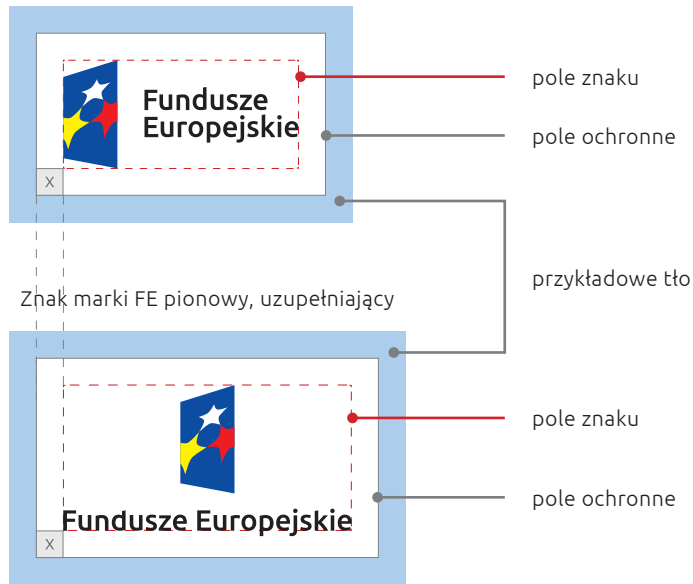 pole znaku
Fundusze
Europejskie
pole ochronne
X
przykładowe tło
Znak marki FE pionowy, uzupełniający
pole znaku
pole ochronne
Fundusze Europejskie
X